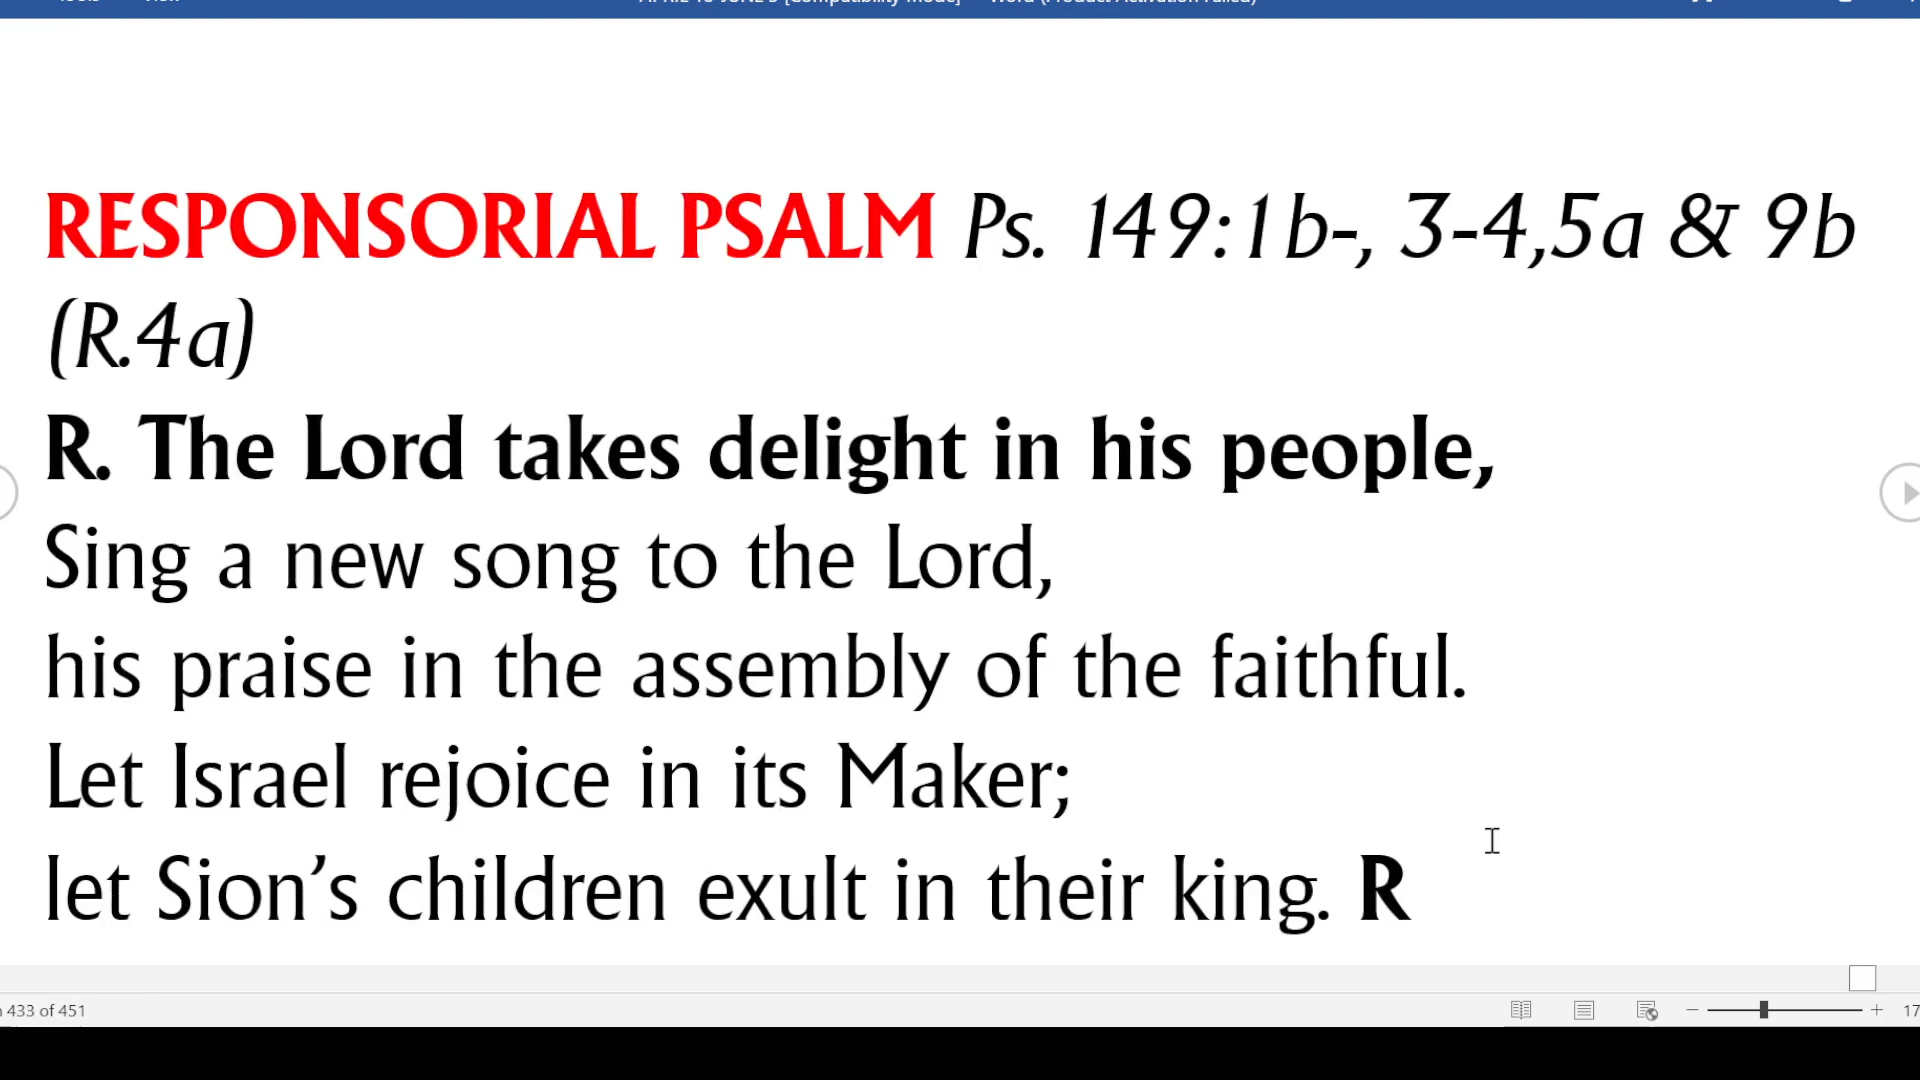 RESPONSORIAL PSALM Ps. 149:1b-, 3-4,5a & 9b
(R.4a)
R. The Lord takes delight in his people,
Sing a new song to the Lord,
his praise in the assembly of the faithful.
Let Israel rejoice in its Maker;
let Sion’s children exult in their king. R
433 of 451
17